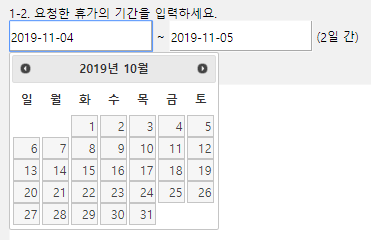 1-2. 요청한 휴가의 기간을 입력하세요.
2019-11-04 ~ 2019-11-05 (2일 간)
2019년 10월
일 월 화 수 목 금 토
1 2 3 4 5
6 7 8 9 10 11 12
13 14 15 16 17 18 19
20 21 22 23 24 25 26
27 28 29 30 31